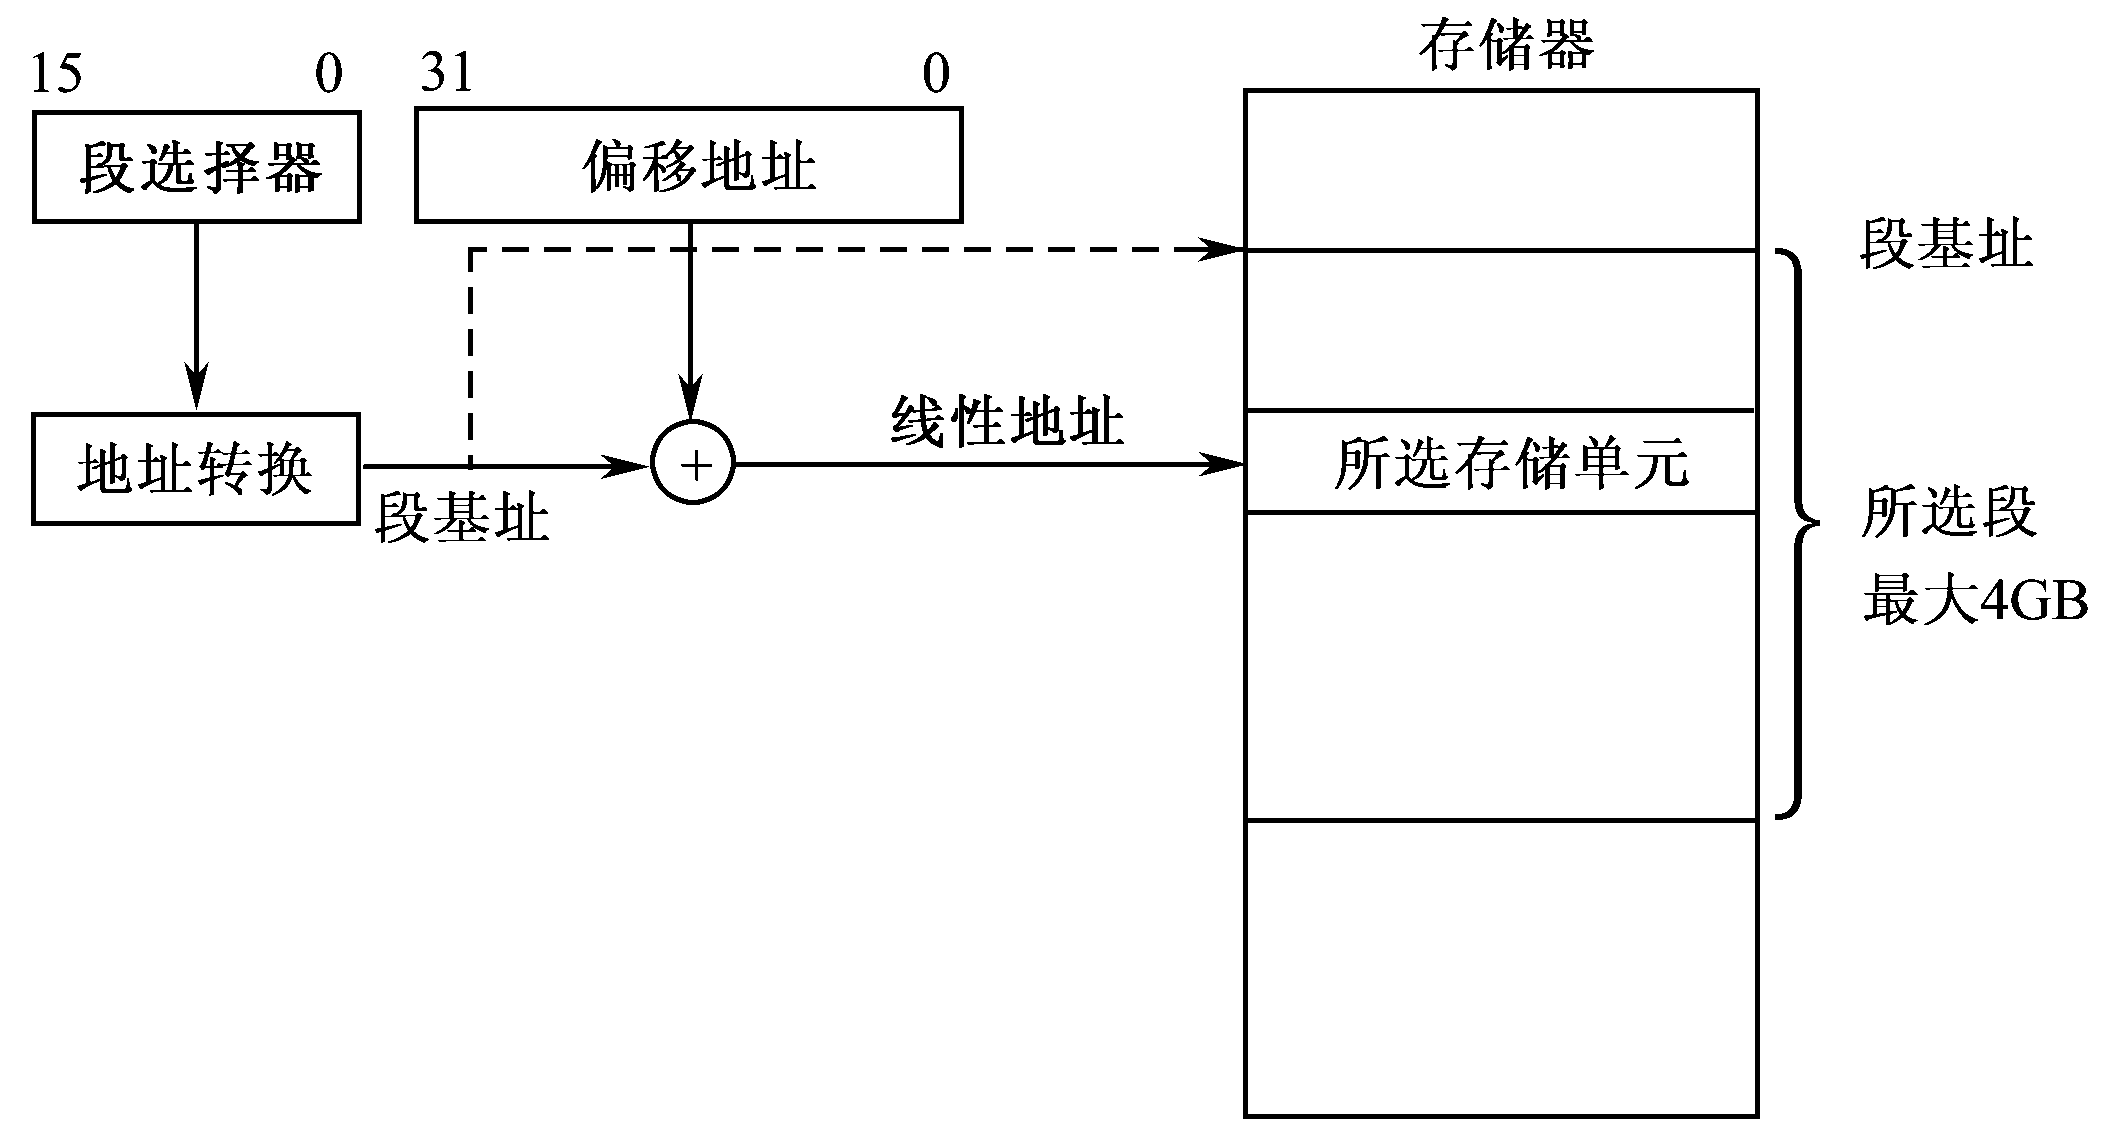 存储器
15 0 31 0
段选择器 偏移地址
段基址
线性地址
地址转换
+
所选存储单元
段基址
所选段
最大4GB